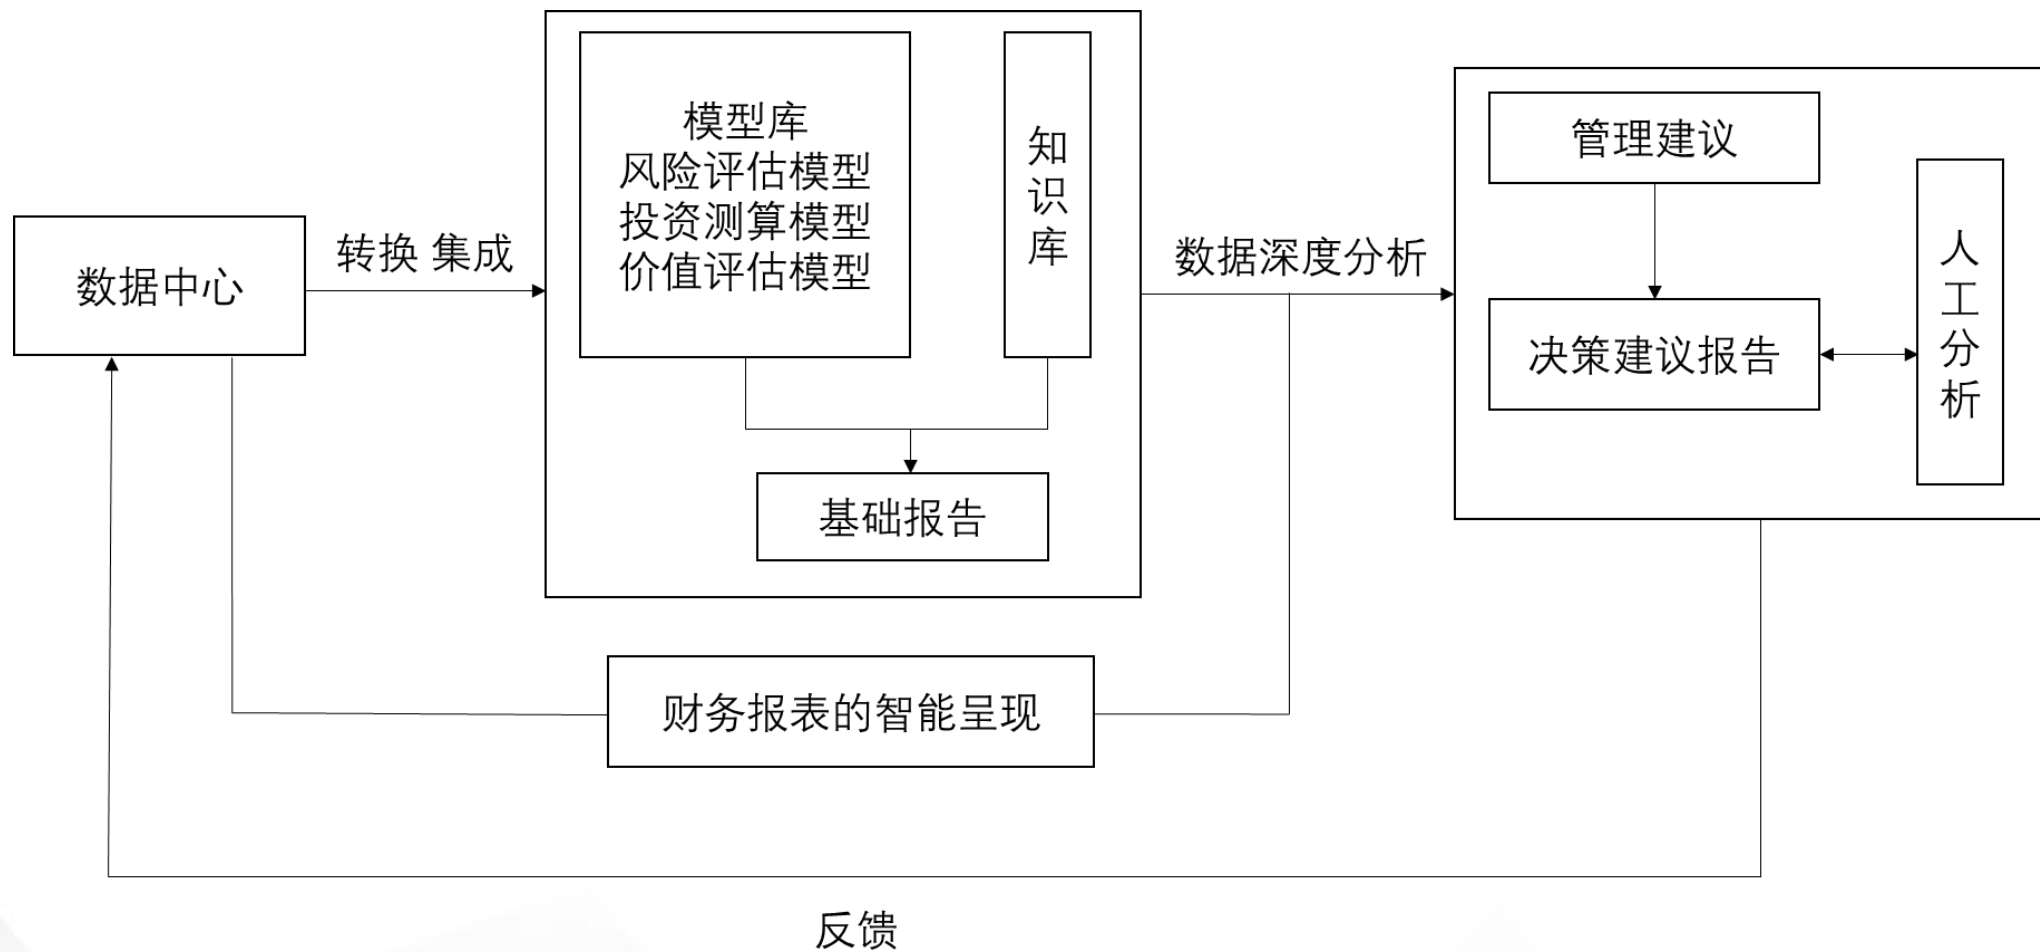 数据中心
转换 集成
模型库
风险评估模型
投资测算模型
价值评估模型
知识库
基础报告
数据深度分析
管理建议
决策建议报告
人工分析
财务报表的智能呈现
反馈